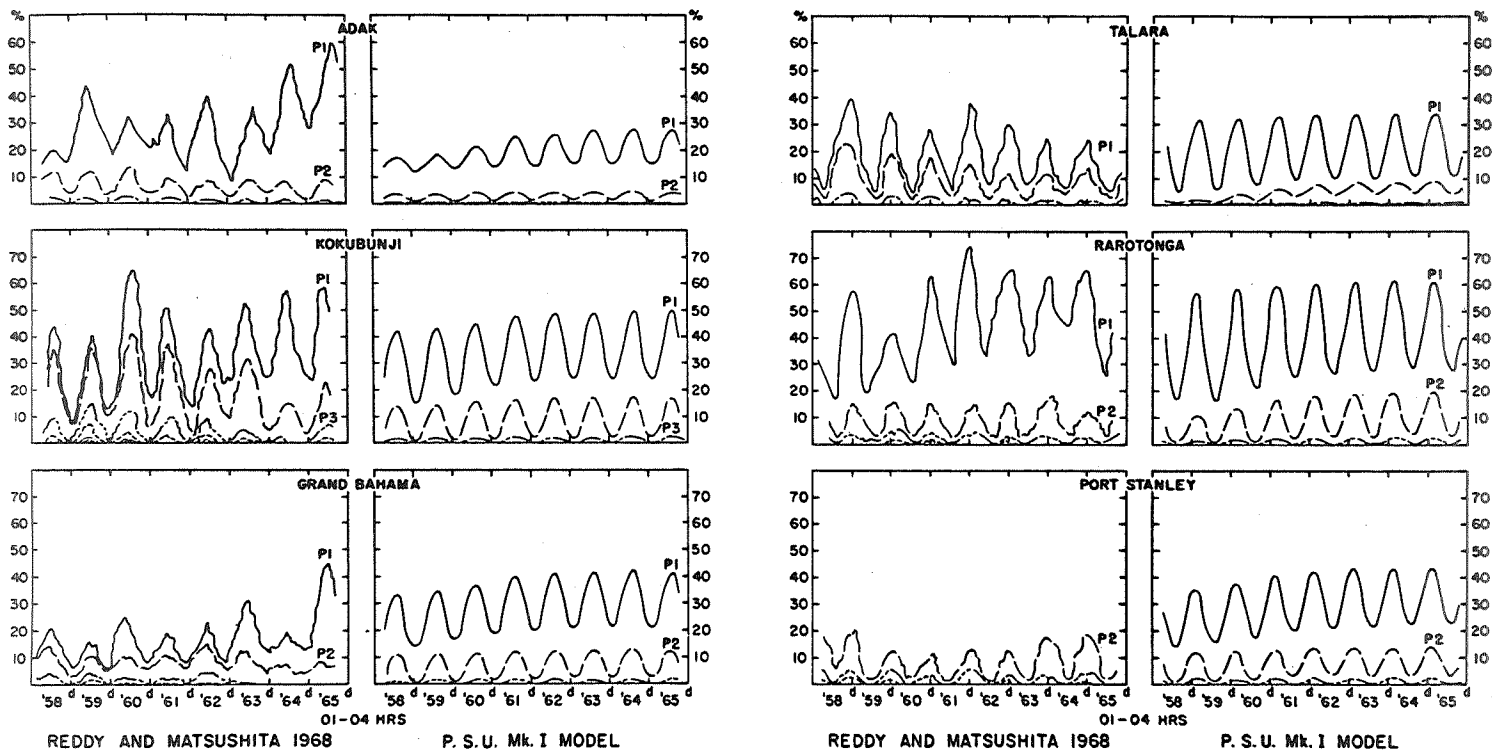 % % %
ADAK TALARA
60 60 60
50 50 50
40 40 40
30 30 30
20 20 20
10 10 10
P1 P1 P1 P1
P2 P2
KOKUBUNJI RAROTONGA
70 70 70 70
60 60 60 60
50 50 50 50
40 40 40 40
30 30 30 30
20 20 20 20
10 10 10 10
P1 P1 P1 P1
P3 P3 P2 P2
GRAND BAHAMA PORT STANLEY
70 70 70 70
60 60 60 60
50 50 50 50
40 40 40 40
30 30 30 30
20 20 20 20
10 10 10 10
P1 P1
P2 P2 P2 P2
'58 d '59 d '60 d '61 d '62 d '63 d '64 d '65 d '58 d '59 d '60 d '61 d '62 d '63 d '64 d '65 d '58 d '59 d '60 d '61 d '62 d '63 d '64 d '65 d '58 d '59 d '60 d '61 d '62 d '63 d '64 d '65 d
01-04 HRS 01-04 HRS
REDDY AND MATSUSHITA 1968 P. S. U. Mk. I MODEL REDDY AND MATSUSHITA 1968 P. S. U. Mk. I MODEL